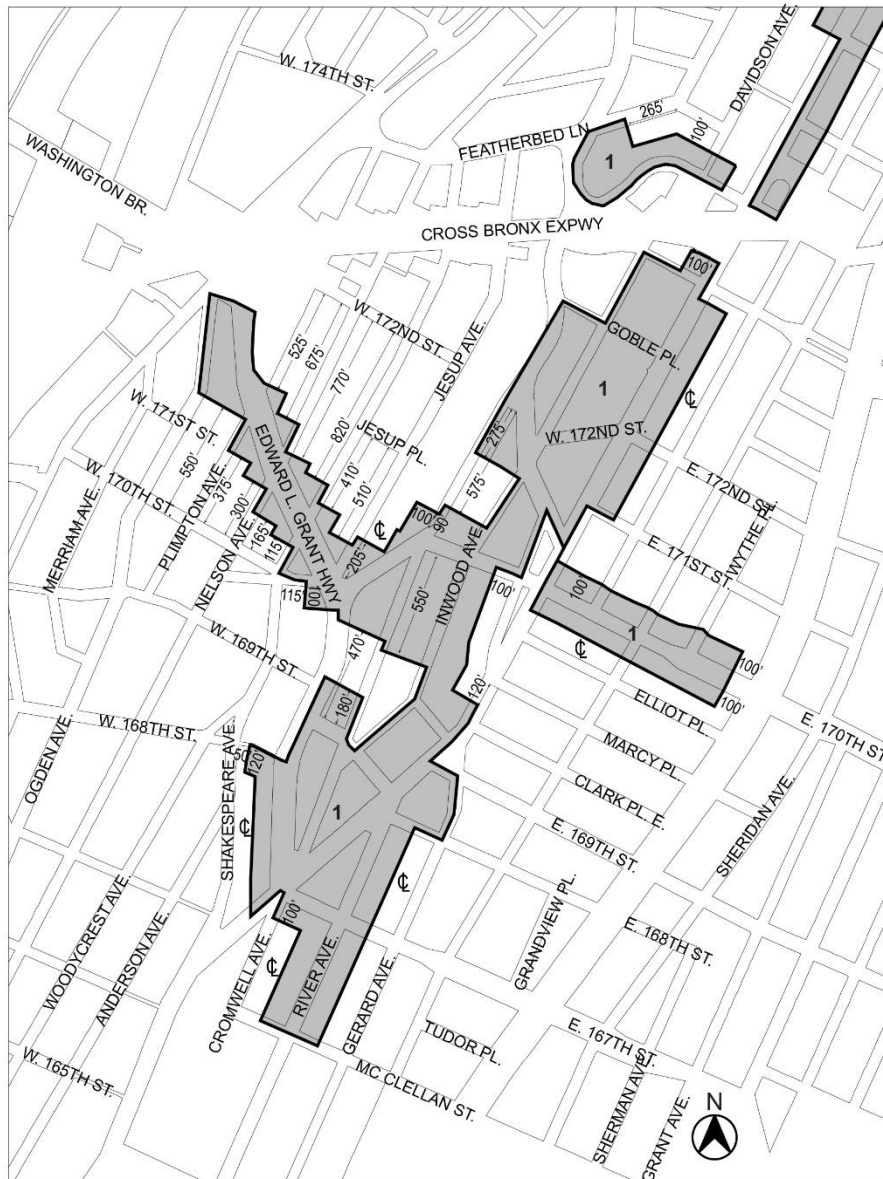 W. 174TH ST.
DAVIDSON AVE.
265'
FEATHERBED LN
100'
WASHINGTON BR.
1
CROSS BRONX EXPWY
100'
W. 172ND ST.
525'
675'
770'
820'
JESUP AVE.
GOBLE PL.
1
℄
W. 171ST ST.
JESUP PL.
275'
W. 172ND ST.
EDWARD L. GRANT HWY
410'
510'
W. 170TH ST.
550'
375'
300'
165'
115'
575'
E. 172ND ST.
MERRIAM AVE.
PLIMPTON AVE.
NELSON AVE.
℄
100'
90'
205'
E. 171ST ST.
WYTHE PL.
INWOOD AVE.
115'
100'
550'
100'
100'
1
W. 169TH ST.
470'
℄
100'
100'
180'
120'
ELLIOT PL.
E. 170TH ST
W. 168TH ST.
50'
120'
MARCY PL.
OGDEN AVE.
SHAKESPEARE AVE.
℄
1
CLARK PL. E.
SHERIDAN AVE.
E. 169TH ST.
℄
WOODYCREST AVE.
ANDERSON AVE.
100'
GRANDVIEW PL.
E. 168TH ST.
CROMWELL AVE.
℄
RIVER AVE.
GERARD AVE.
TUDOR PL.
E. 167TH ST.
W. 165TH ST.
MC CLELLAN ST.
SHERMAN AVE.
GRANT AVE.
N